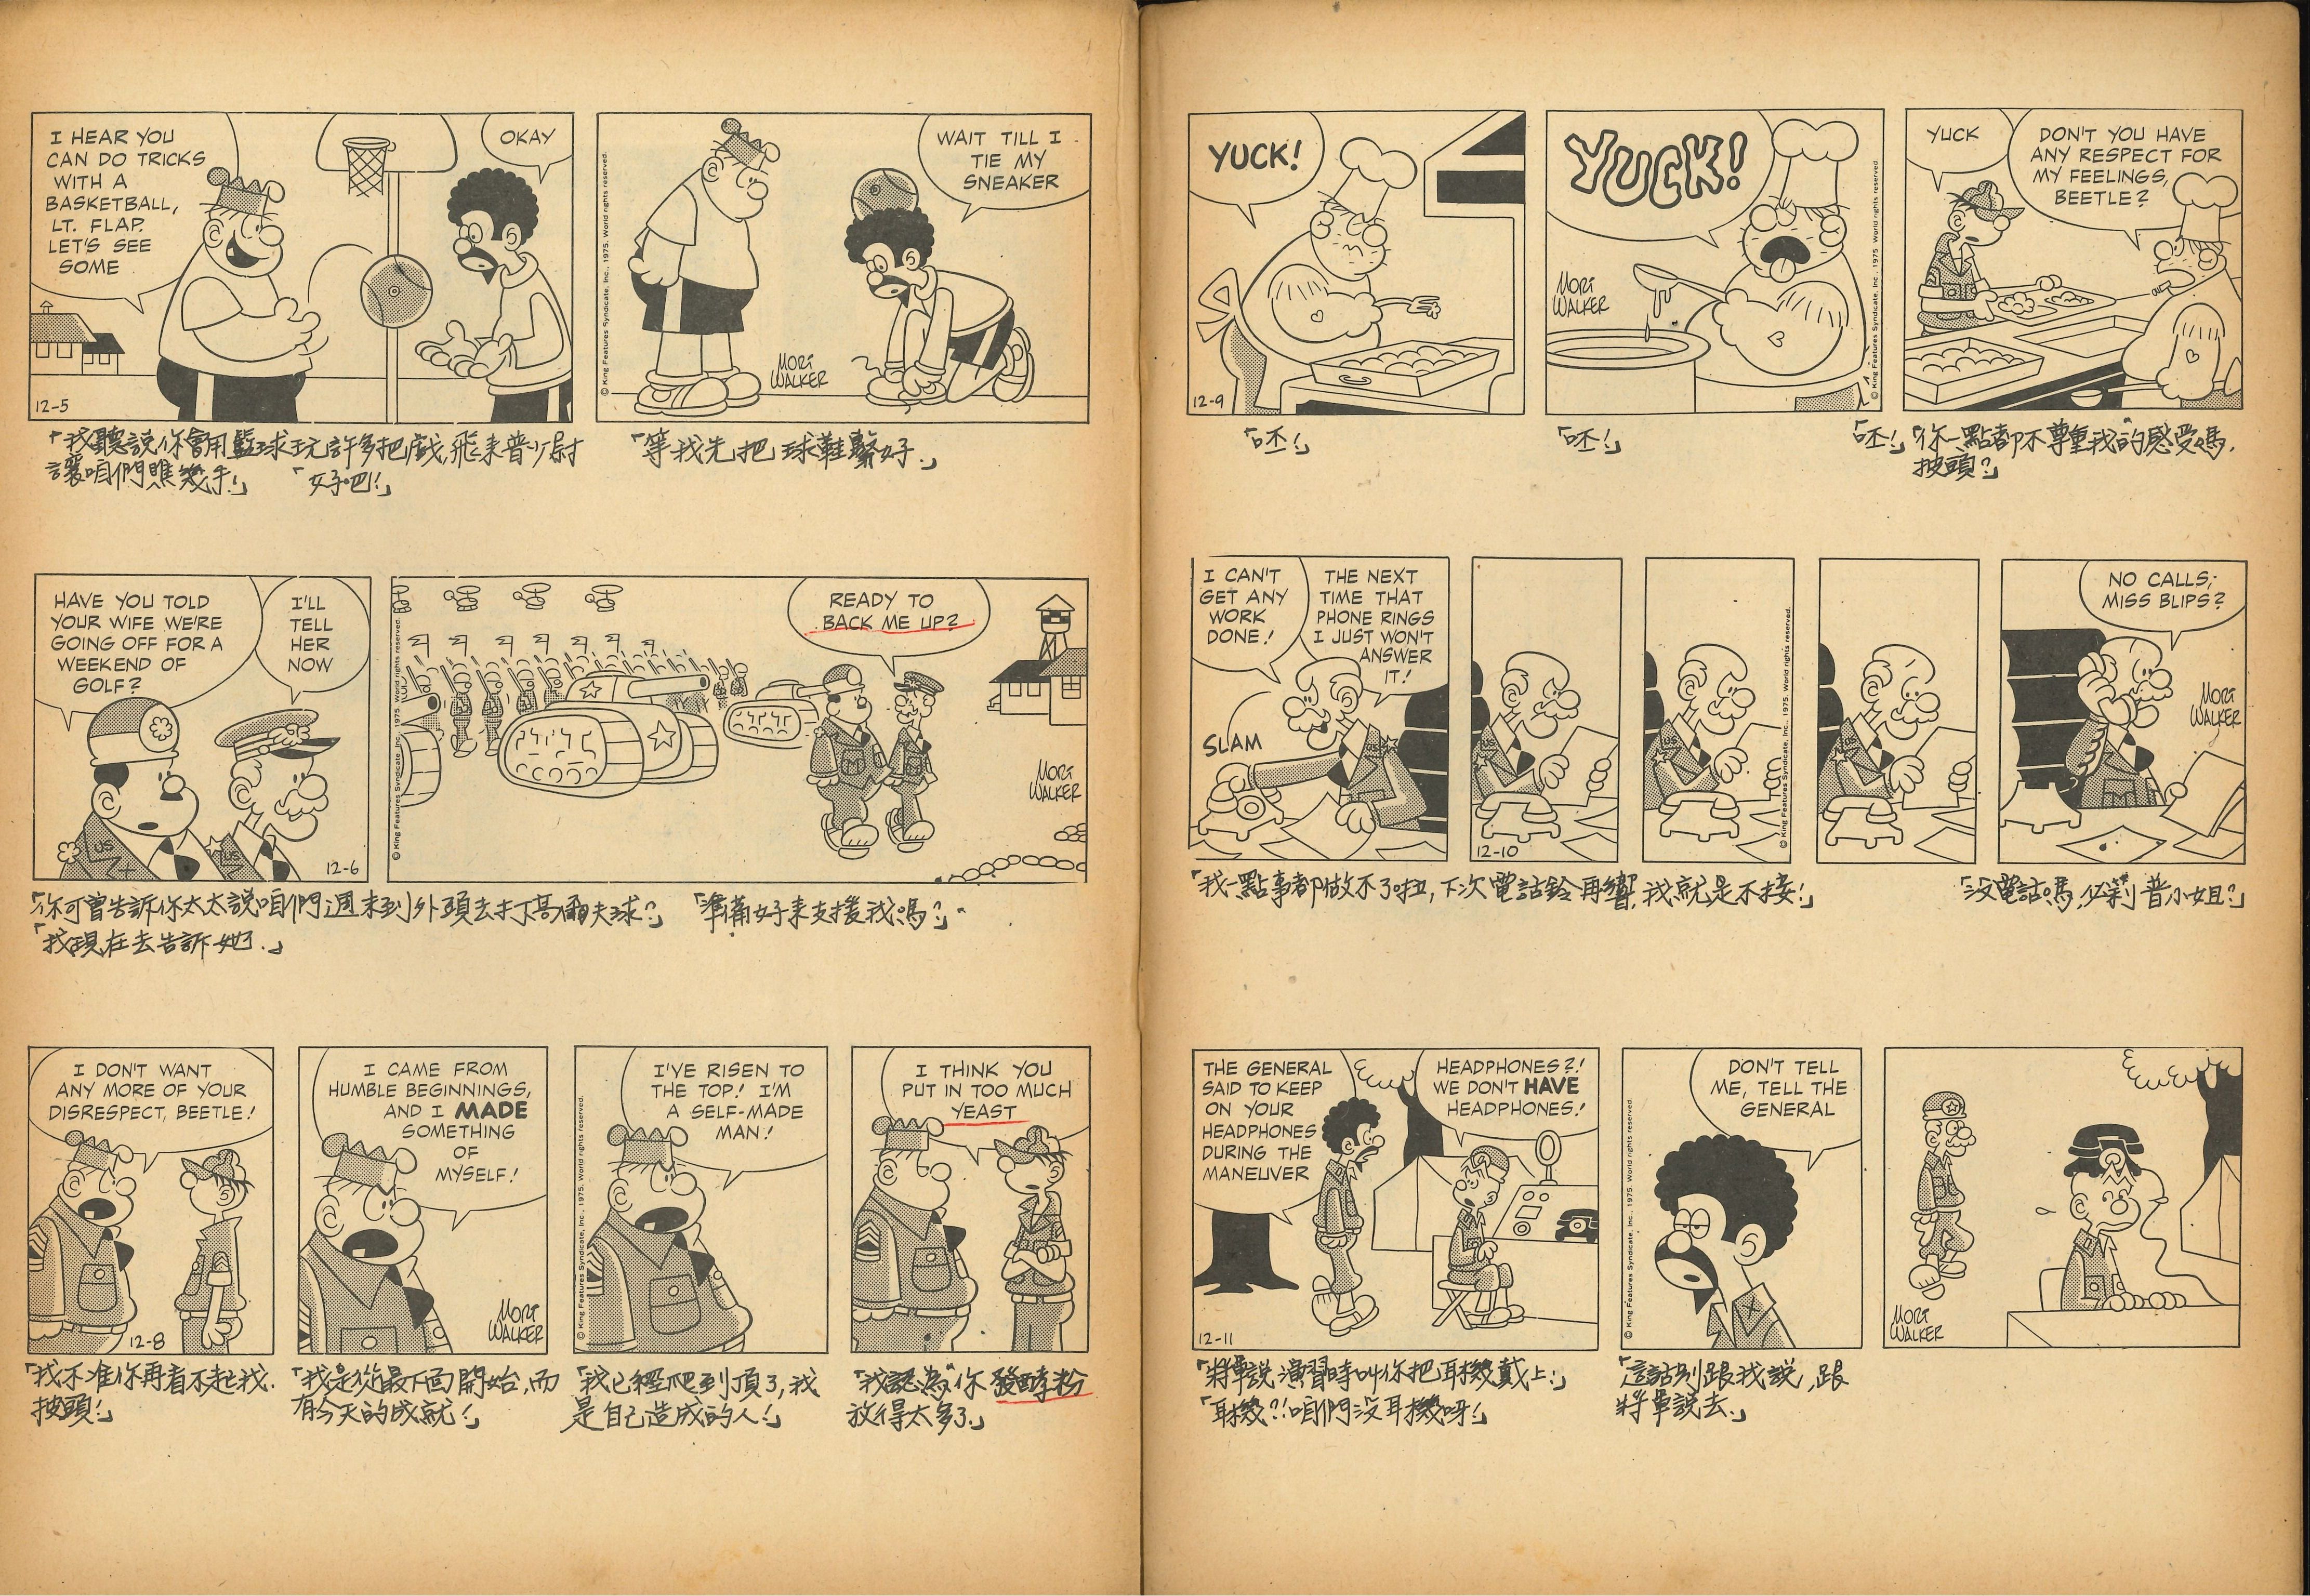 I HEAR YOU
CAN DO TRICKS
WITH A
BASKETBALL,
LT. FLAP.
LET'S SEE
SOME
OKAY
12-5
© King Features Syndicate, Inc., 1975. World rights reserved.
WAIT TILL I
TIE MY
SNEAKER
MORT
WALKER
「我聽說你會用籃球玩許多把戲,飛來普少尉
讓咱們瞧幾手!」
「好吧!」
「等我先把球鞋繫好.」
HAVE YOU TOLD
YOUR WIFE WE'RE
GOING OFF FOR A
WEEKEND OF
GOLF?
I'LL
TELL
HER
NOW
12-6
© King Features Syndicate, Inc., 1975. World rights reserved.
READY TO
BACK ME UP?
MORT
WALKER
「你可曾告訴你太太說咱們週末到外頭去打高爾夫球?」
「我現在去告訴她.」
「準備好來支援我嗎?」
I DON'T WANT
ANY MORE OF YOUR
DISRESPECT, BEETLE!
12-8
I CAME FROM
HUMBLE BEGINNINGS,
AND I MADE
SOMETHING
OF
MYSELF!
MORT
WALKER
© King Features Syndicate, Inc., 1975. World rights reserved.
I'VE RISEN TO
THE TOP! I'M
A SELF-MADE
MAN!
I THINK YOU
PUT IN TOO MUCH
YEAST
「我不准你再看不起我.
披頭!」
「我是從最下面開始,而
有今天的成就!」
「我已經爬到頂了,我
是自己造成的人!」
「我認為你發酵粉
放得太多了.」
YUCK!
12-9
YUCK!
MORT
WALKER
© King Features Syndicate, Inc., 1975. World rights reserved.
YUCK
DON'T YOU HAVE
ANY RESPECT FOR
MY FEELINGS,
BEETLE?
「呸!」
「呸!」
「呸!」「你一點都不尊重我的感受嗎,
披頭?」
I CAN'T
GET ANY
WORK
DONE!
THE NEXT
TIME THAT
PHONE RINGS
I JUST WON'T
ANSWER
IT!
SLAM
US
12-10
© King Features Syndicate, Inc., 1975. World rights reserved.
NO CALLS,
MISS BLIPS?
MORT
WALKER
「我一點事都做不了啦,下次電話鈴再響,我就是不接!」
「沒電話嗎,必莉普小姐?」
THE GENERAL
SAID TO KEEP
ON YOUR
HEADPHONES
DURING THE
MANEUVER
HEADPHONES?!
WE DON'T HAVE
HEADPHONES!
12-11
© King Features Syndicate, Inc., 1975. World rights reserved.
DON'T TELL
ME, TELL THE
GENERAL
MORT
WALKER
「將軍說演習時叫你把耳機戴上.」
「耳機?!咱們沒耳機呀!」
「這話別跟我說,跟
將軍說去.」